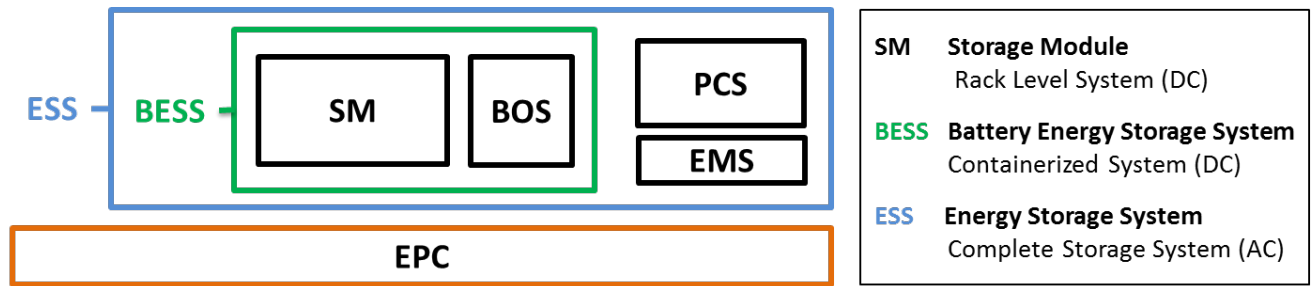 ESS
BESS
SM
BOS
PCS
EMS
EPC
SM Storage Module
Rack Level System (DC)
BESS Battery Energy Storage System
Containerized System (DC)
ESS Energy Storage System
Complete Storage System (AC)